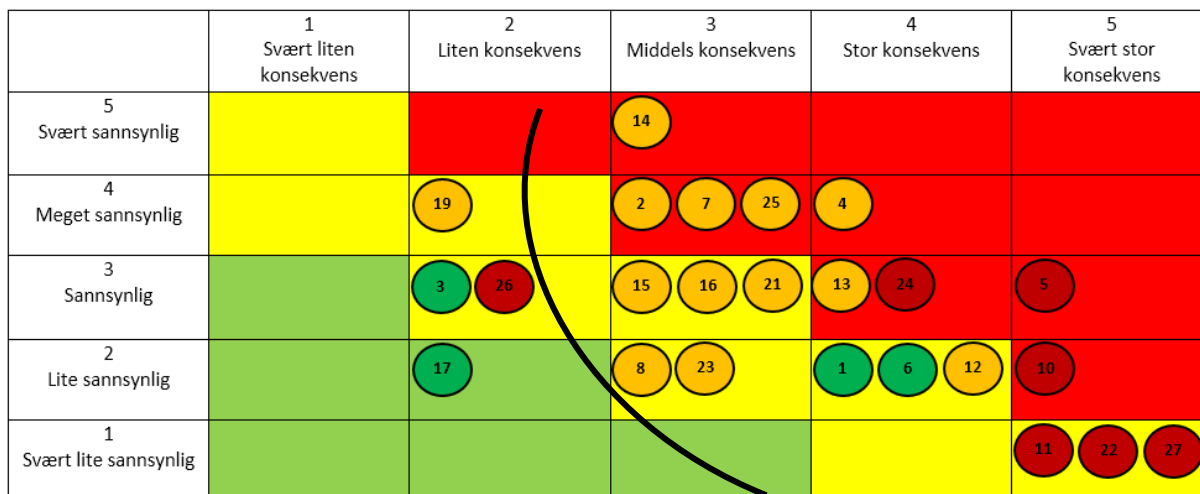 1
Svært liten
konsekvens
2
Liten konsekvens
3
Middels konsekvens
4
Stor konsekvens
5
Svært stor
konsekvens
5
Svært sannsynlig
14
4
Meget sannsynlig
19
2 7 25
4
3
Sannsynlig
3 26
15 16 21
13 24
5
2
Lite sannsynlig
17
8 23
1 6 12
10
1
Svært lite sannsynlig
11 22 27